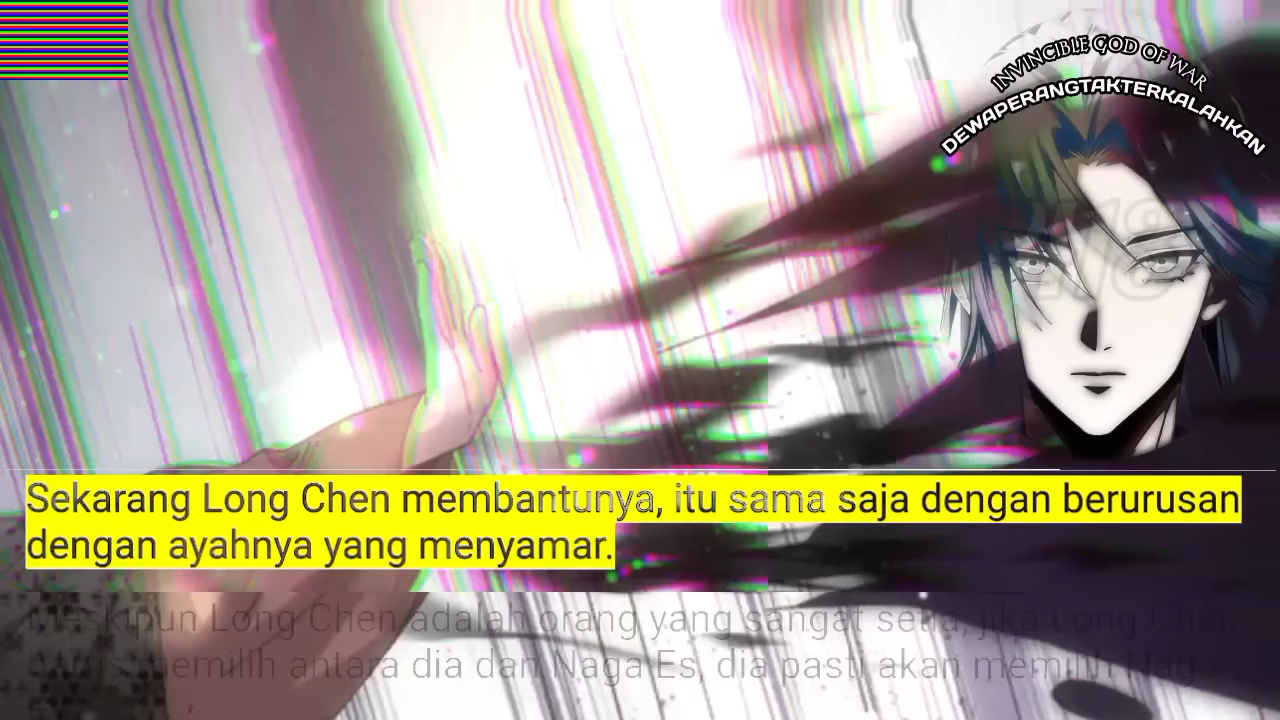 INVINCIBLE GOD OF WAR
DEWAPERANGTAKTERKALAHKAN
Sekarang Long Chen membantunya, itu sama saja dengan berurusan
dengan ayahnya yang menyamar.
Meskipun Long Chen adalah orang yang sangat setia, jika Long Chen
memilih antara dia dan Naga Es, dia pasti akan memilih Naga